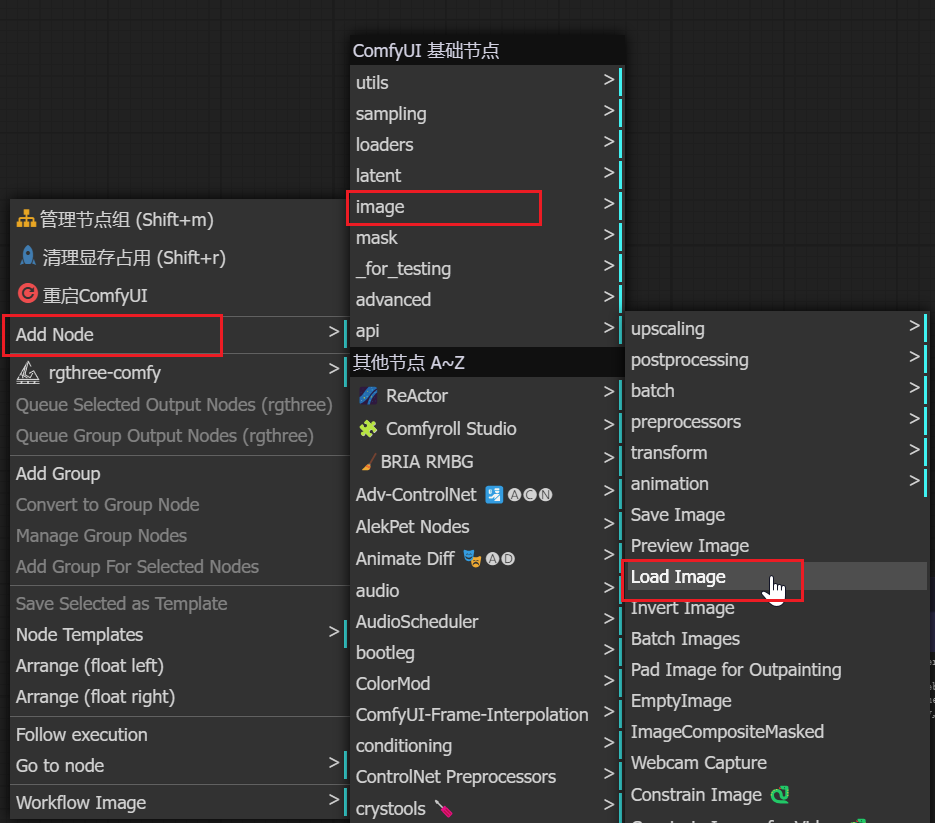 管理节点组 (Shift+m)
清理显存占用 (Shift+r)
重启ComfyUI
Add Node
rgthree-comfy
Queue Selected Output Nodes (rgthree)
Queue Group Output Nodes (rgthree)
Add Group
Convert to Group Node
Manage Group Nodes
Add Group For Selected Nodes
Save Selected as Template
Node Templates
Arrange (float left)
Arrange (float right)
Follow execution
Go to node
Workflow Image
ComfyUI 基础节点
utils
sampling
loaders
latent
image
mask
_for_testing
advanced
api
其他节点 A~Z
ReActor
Comfyroll Studio
BRIA RMBG
Adv-ControlNet 🅐🅒🅝
AlekPet Nodes
Animate Diff 🅐🅓
audio
AudioScheduler
bootleg
ColorMod
ComfyUI-Frame-Interpolation
conditioning
ControlNet Preprocessors
crystools
upscaling
postprocessing
batch
preprocessors
transform
animation
Save Image
Preview Image
Load Image
Invert Image
Batch Images
Pad Image for Outpainting
EmptyImage
ImageCompositeMasked
Webcam Capture
Constrain Image